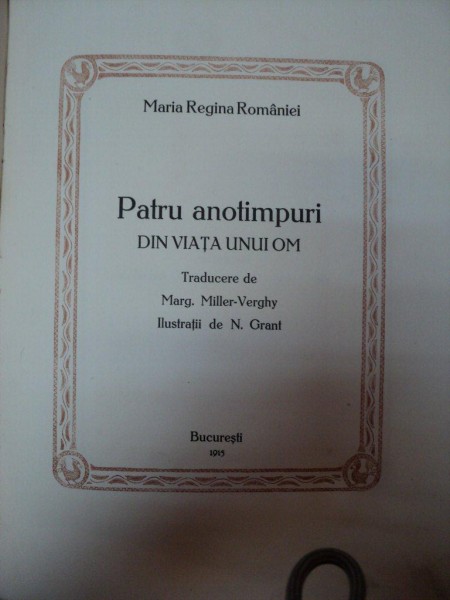 Maria Regina României
Patru anotimpuri
DIN VIAȚA UNUI OM
Traducere de
Marg. Miller-Verghy
Ilustrații de N. Grant
București
1915